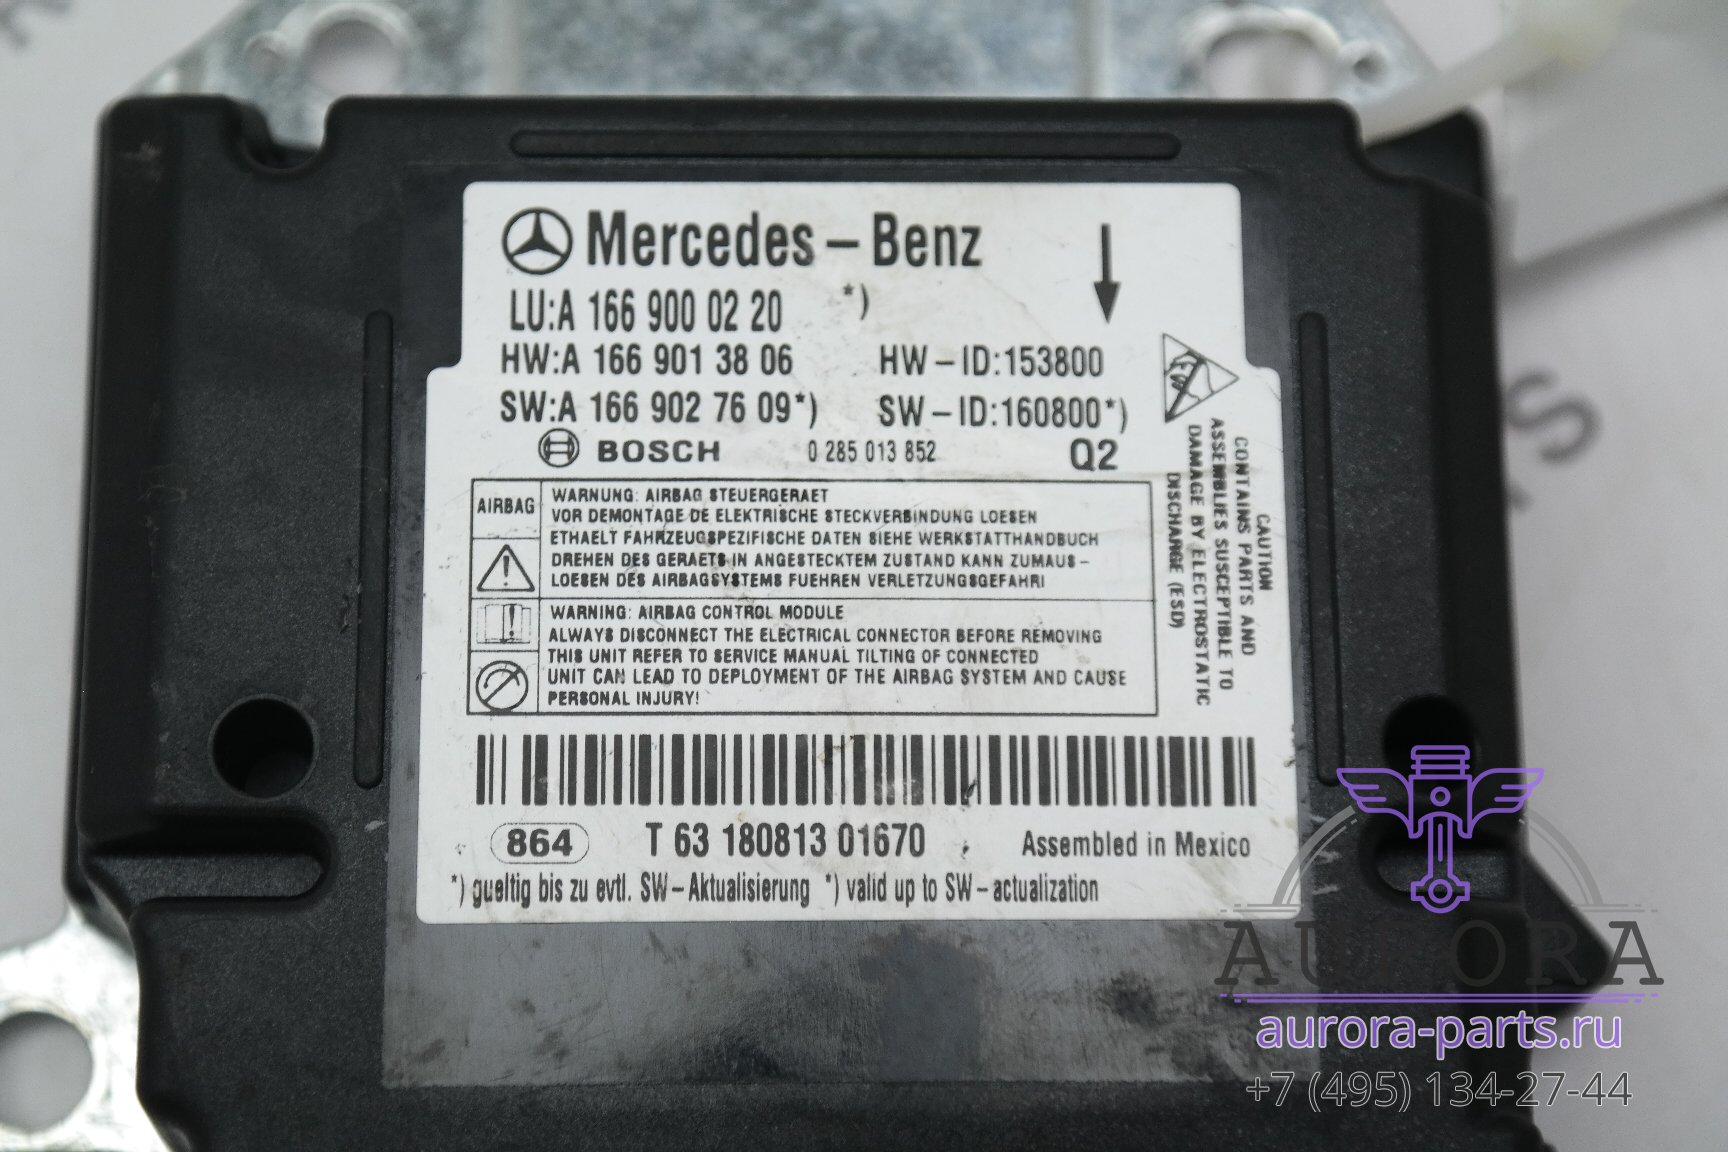 Mercedes-Benz
LU:A 166 900 02 20 *)
HW:A 166 901 38 06 HW-ID:153800
SW:A 166 902 76 09*) SW-ID:160800*)
BOSCH 0 285 013 852 Q2
AIRBAG
WARNUNG: AIRBAG STEUERGERAET
VOR DEMONTAGE DE ELEKTRISCHE STECKVERBINDUNG LOESEN
ETHAELT FAHRZEUGSPEZIFISCHE DATEN SIEHE WERKSTATTHANDBUCH
DREHEN DES GERAETS IN ANGESTECKTEM ZUSTAND KANN ZUMAUS-
LOESEN DES AIRBAGSYSTEMS FUEHREN VERLETZUNGSGEFAHR!
WARNING: AIRBAG CONTROL MODULE
ALWAYS DISCONNECT THE ELECTRICAL CONNECTOR BEFORE REMOVING
THIS UNIT REFER TO SERVICE MANUAL TILTING OF CONNECTED
UNIT CAN LEAD TO DEPLOYMENT OF THE AIRBAG SYSTEM AND CAUSE
PERSONAL INJURY!
CAUTION
CONTAINS PARTS AND
ASSEMBLIES SUSCEPTIBLE TO
DAMAGE BY ELECTROSTATIC
DISCHARGE (ESD)
864 T 63 180813 01670 Assembled in Mexico
*) gueltig bis zu evtl. SW-Aktualisierung *) valid up to SW-actualization
AURORA
aurora-parts.ru
+7 (495) 134-27-44